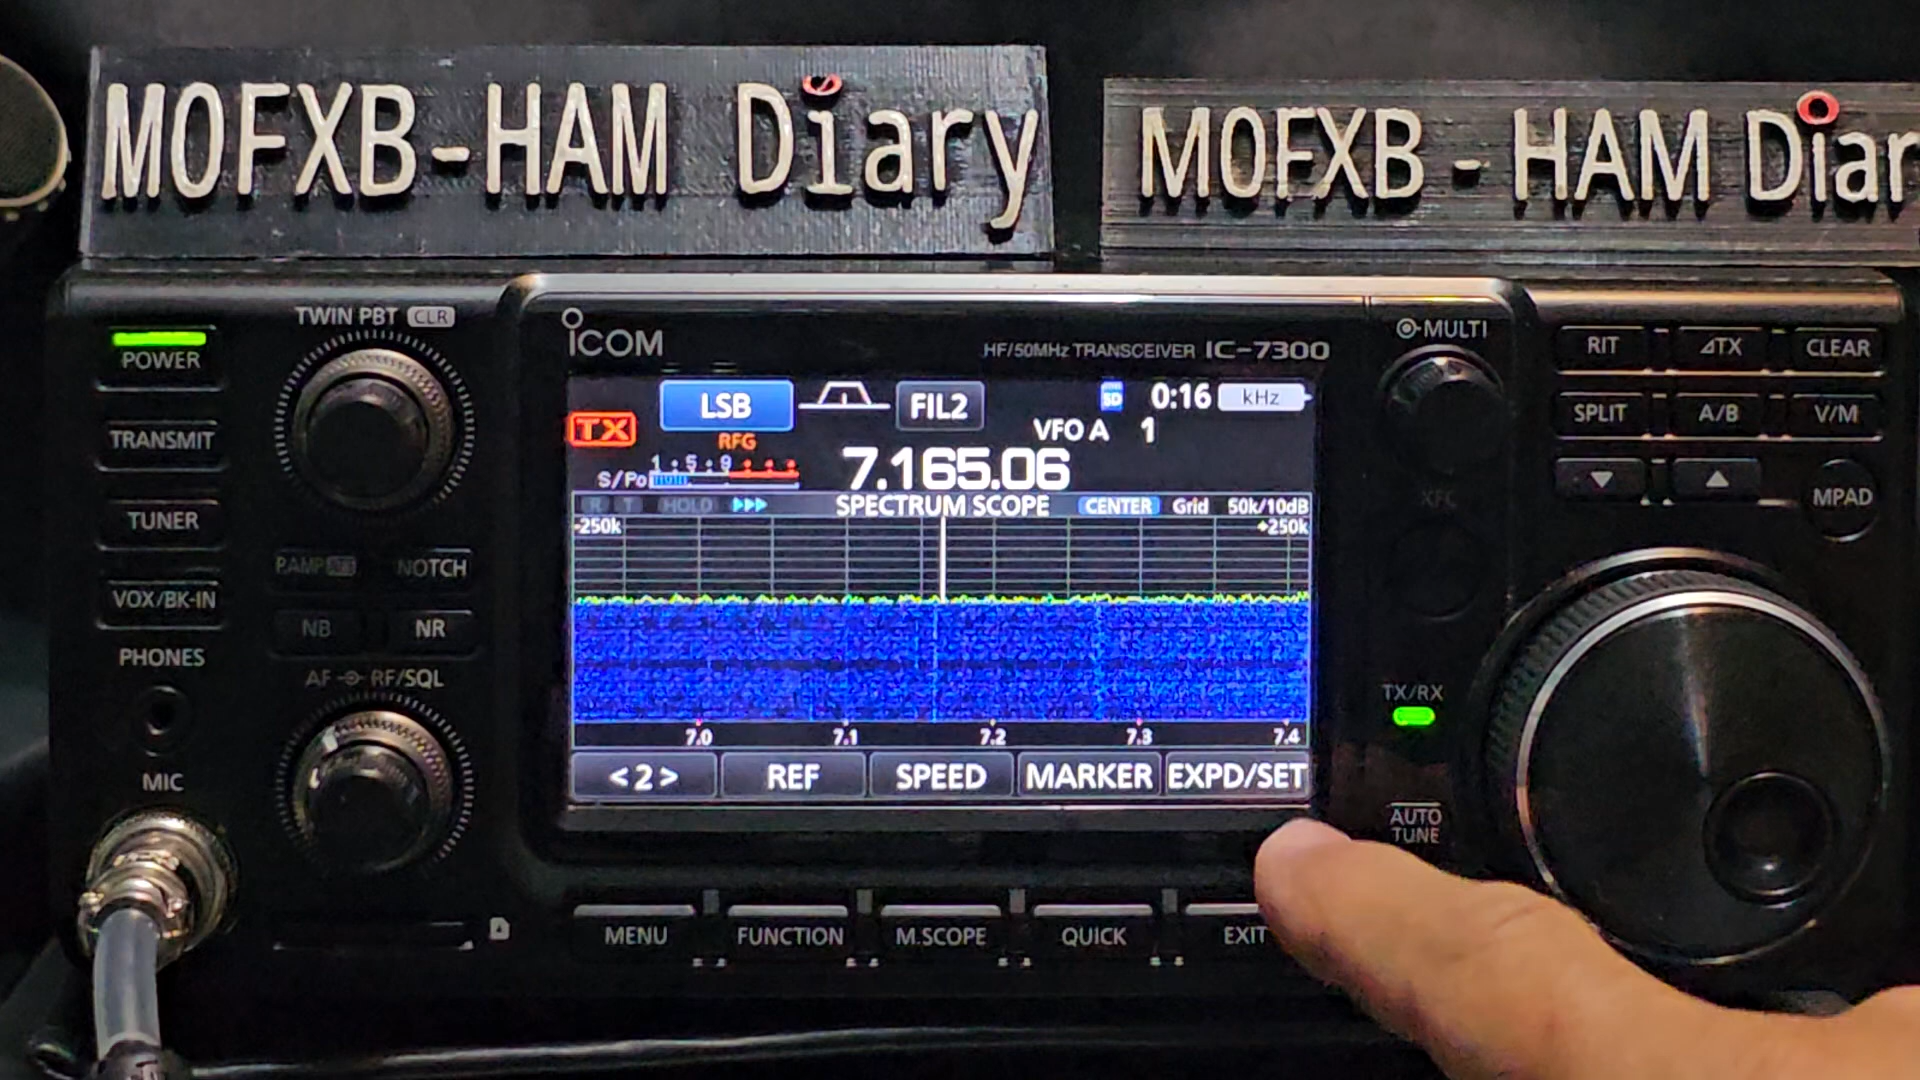 M0FXB-HAM Diary
M0FXB - HAM Diar
TWIN PBT CLR
ICOM
HF/50MHz TRANSCEIVER IC-7300
MULTI
POWER
TRANSMIT
TUNER
VOX/BK-IN
PHONES
MIC
P.AMP ATT NOTCH
NB NR
AF RF/SQL
LSB FIL2 SD 0:16 kHz
TX
RFG
VFO A 1
1 5 9
S/Po
7.165.06
R T HOLD SPECTRUM SCOPE CENTER Grid 50k/10dB
-250k +250k
7.0 7.1 7.2 7.3 7.4
<2> REF SPEED MARKER EXPD/SET
MENU FUNCTION M.SCOPE QUICK EXIT
RIT ⊿TX CLEAR
SPLIT A/B V/M
▼ ▲ MPAD
XFC
TX/RX
AUTO
TUNE